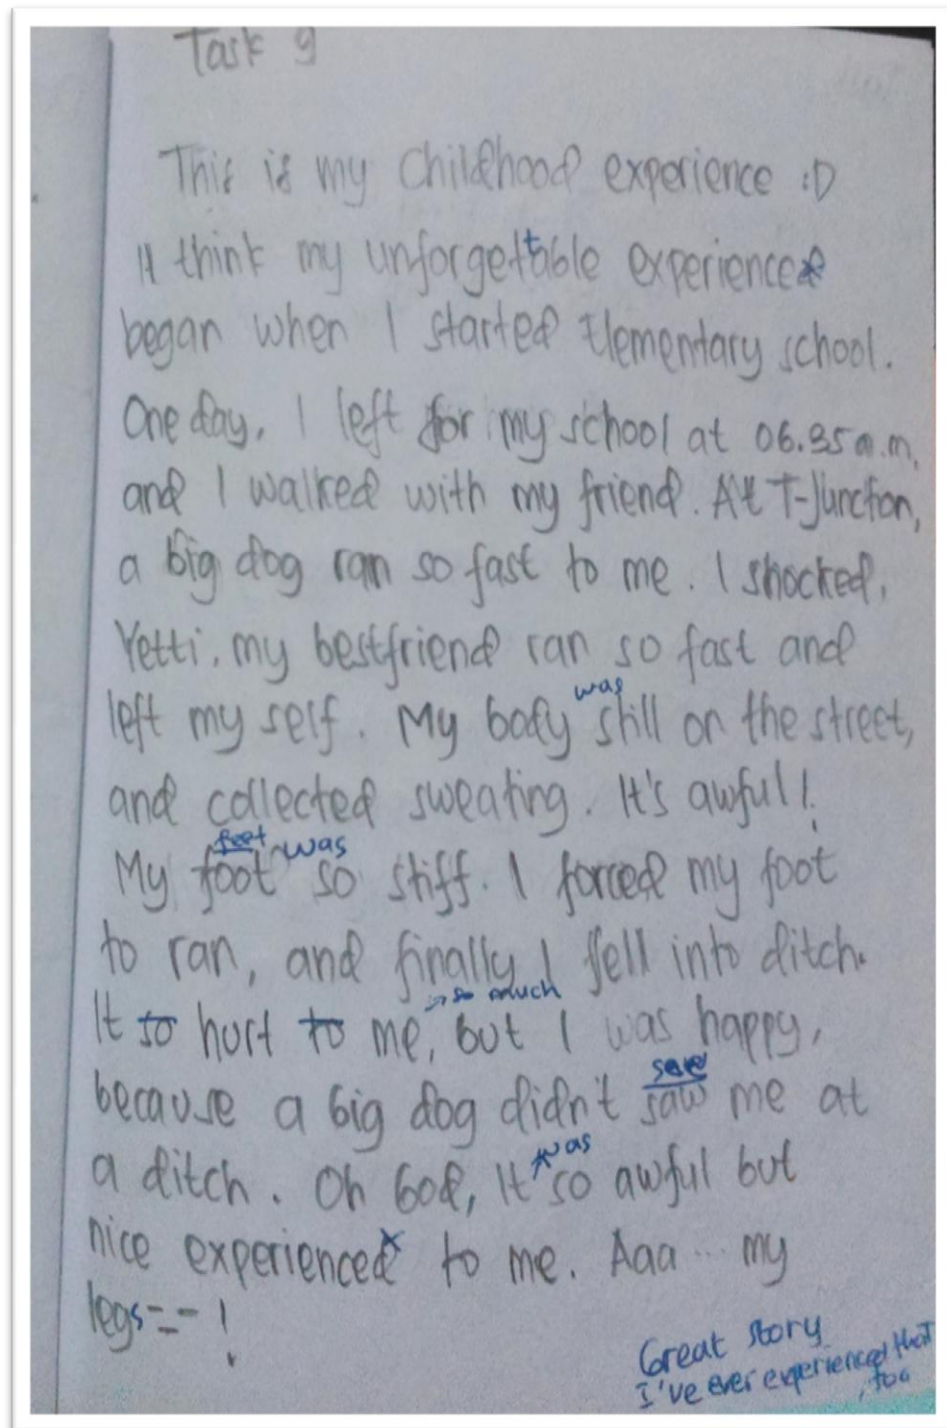 Task 9
This is my Childhood experience :D
I think my unforgettable experienced
began when I started Elementary school.
One day, I left for my school at 06.35 a.m,
and I walked with my friend. At T-Junction,
a big dog ran so fast to me. I shocked,
Yetti, my bestfriend ran so fast and
was
left my self. My body still on the street,
and collected sweating. It's awful!
feet was
My foot so stiff. I forced my foot
to ran, and finally I fell into ditch.
so much
It so hurt to me, but I was happy,
see
because a big dog didn't saw me at
was
a ditch. Oh God, It so awful but
nice experienced to me. Aaa... my
legs=_= !
Great story
I've ever experienced that
, too